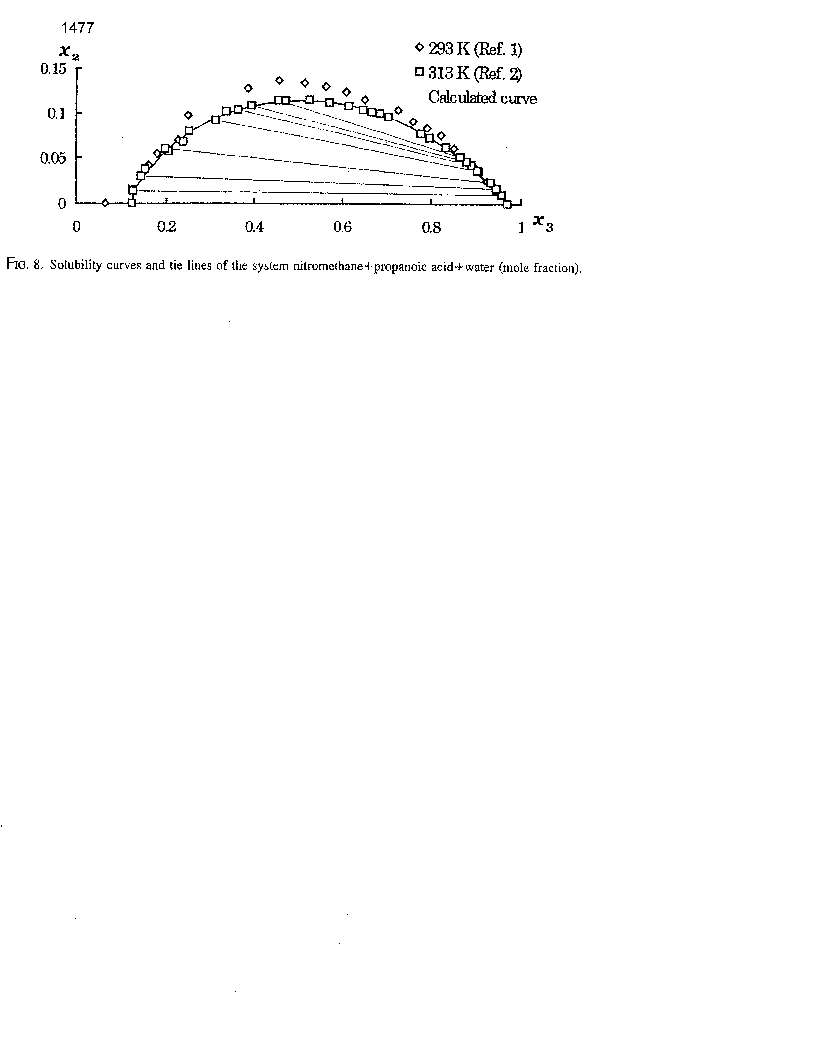 1477
x₂
◇ 293 K (Ref. 1)
□ 313 K (Ref. 2)
Calculated curve
0.15
0.1
0.05
0
0 0.2 0.4 0.6 0.8 1 x₃
FIG. 8. Solubility curves and tie lines of the system nitromethane+propanoic acid+water (mole fraction).